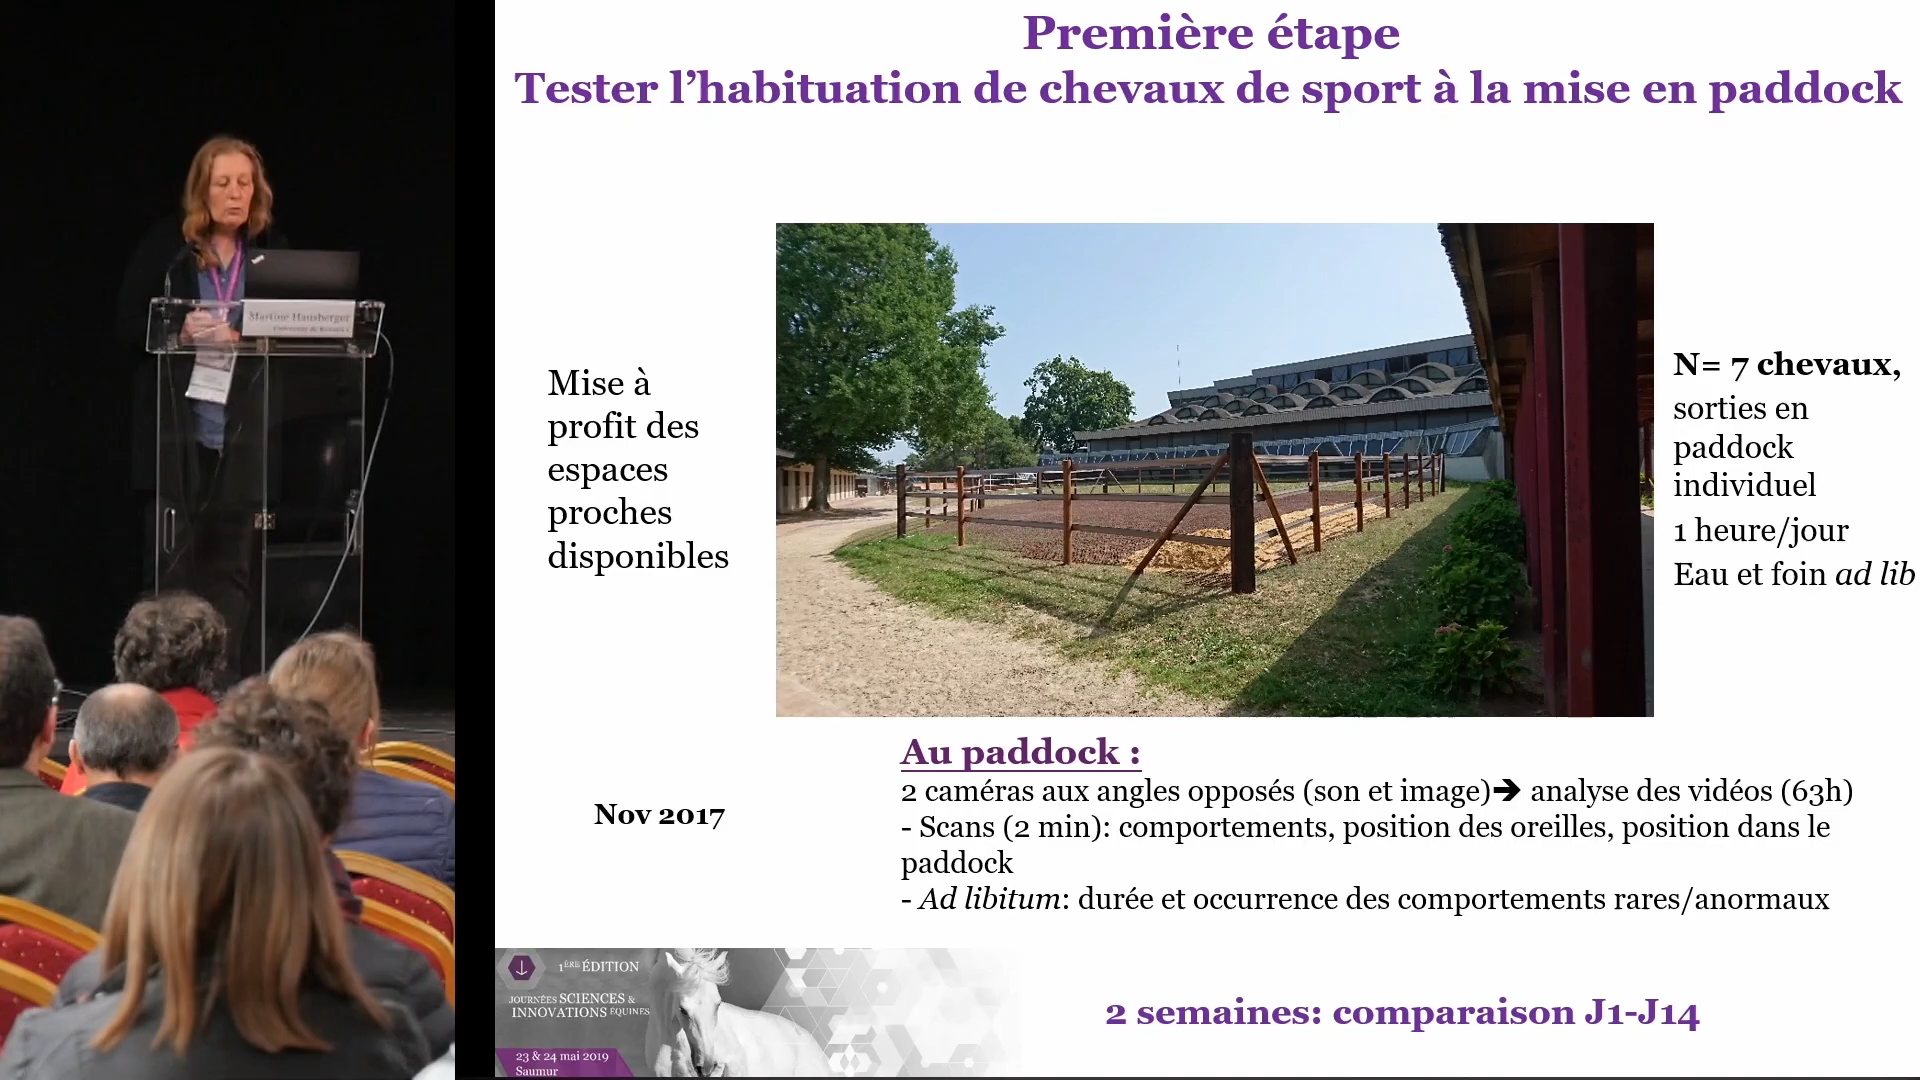 Première étape
Tester l’habituation de chevaux de sport à la mise en paddock
Martine Hausberger
Mise à
profit des
espaces
proches
disponibles
N= 7 chevaux,
sorties en
paddock
individuel
1 heure/jour
Eau et foin ad lib
Nov 2017
Au paddock :
2 caméras aux angles opposés (son et image)➔ analyse des vidéos (63h)
- Scans (2 min): comportements, position des oreilles, position dans le
paddock
- Ad libitum: durée et occurrence des comportements rares/anormaux
1ÈRE ÉDITION
JOURNÉES SCIENCES &
INNOVATIONS ÉQUINES
23 & 24 mai 2019
Saumur
2 semaines: comparaison J1-J14